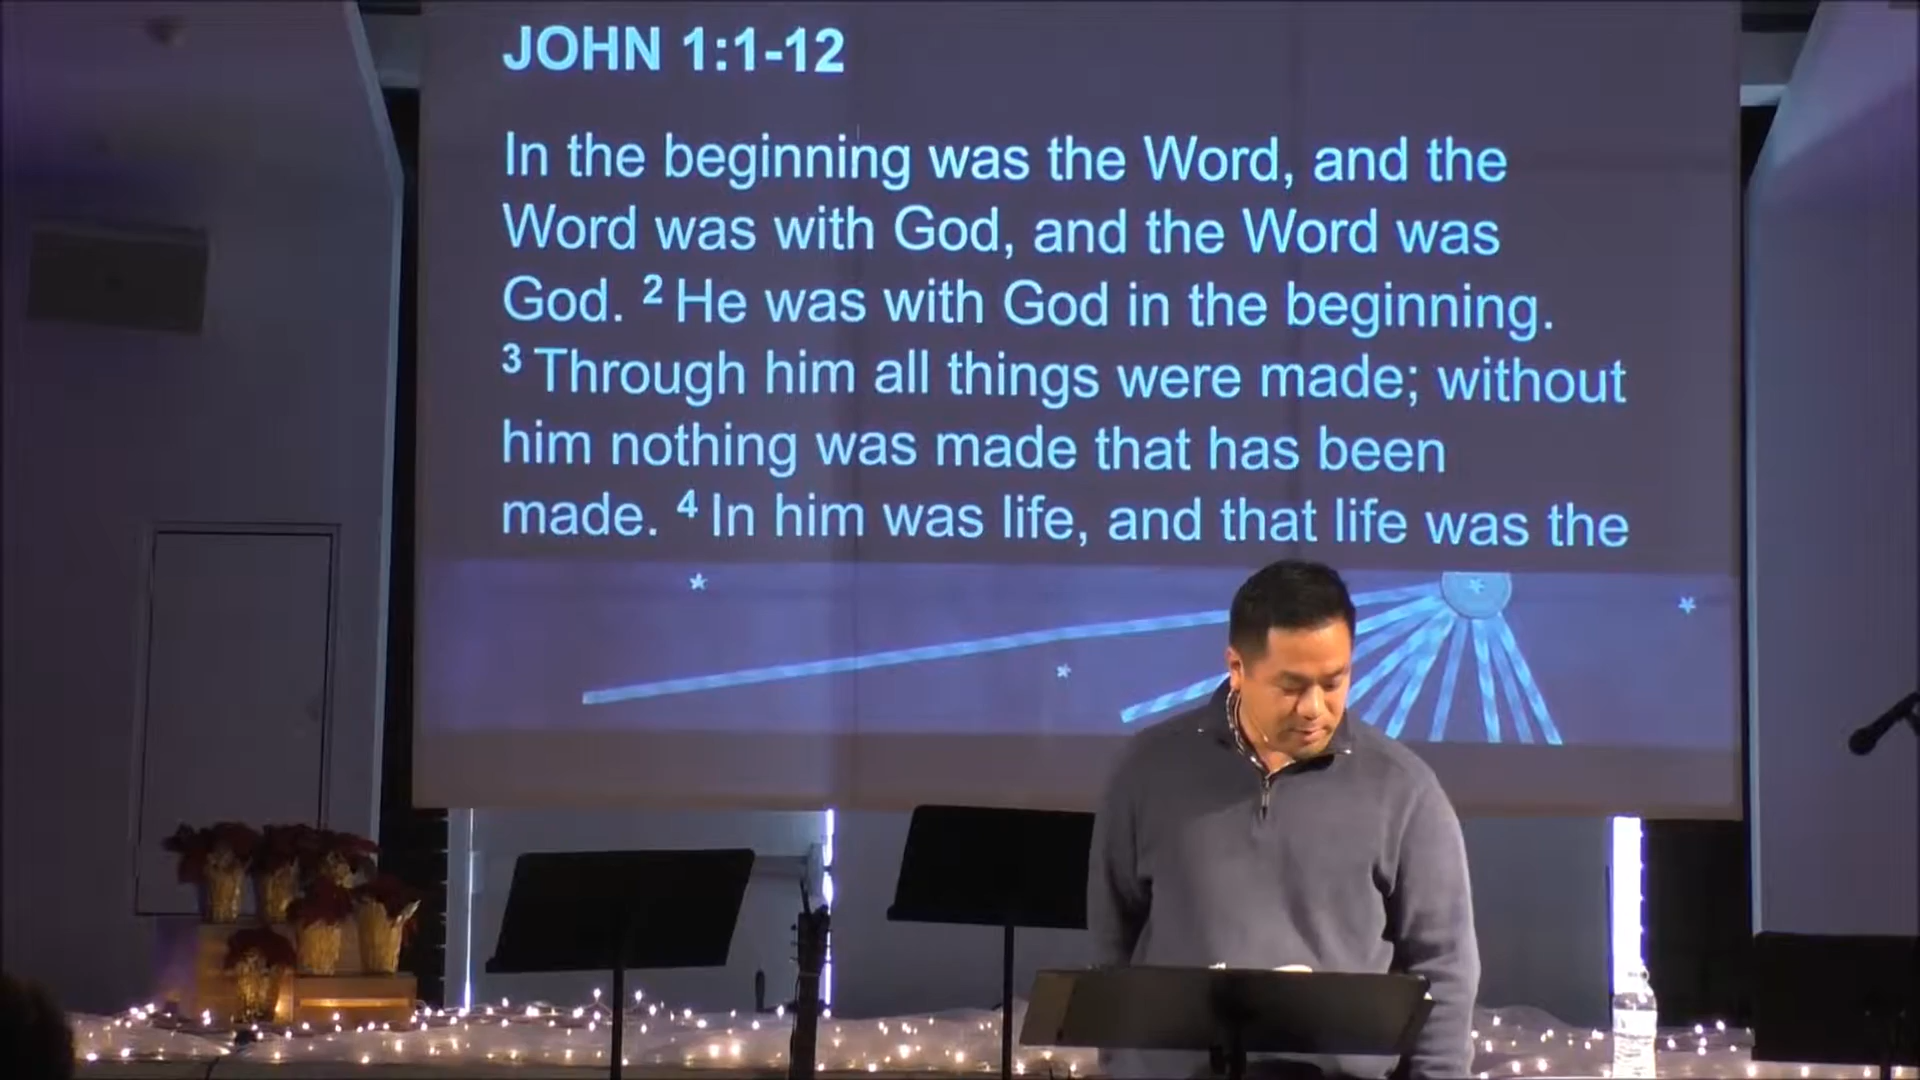 JOHN 1:1-12
In the beginning was the Word, and the
Word was with God, and the Word was
God. ² He was with God in the beginning.
³ Through him all things were made; without
him nothing was made that has been
made. ⁴ In him was life, and that life was the